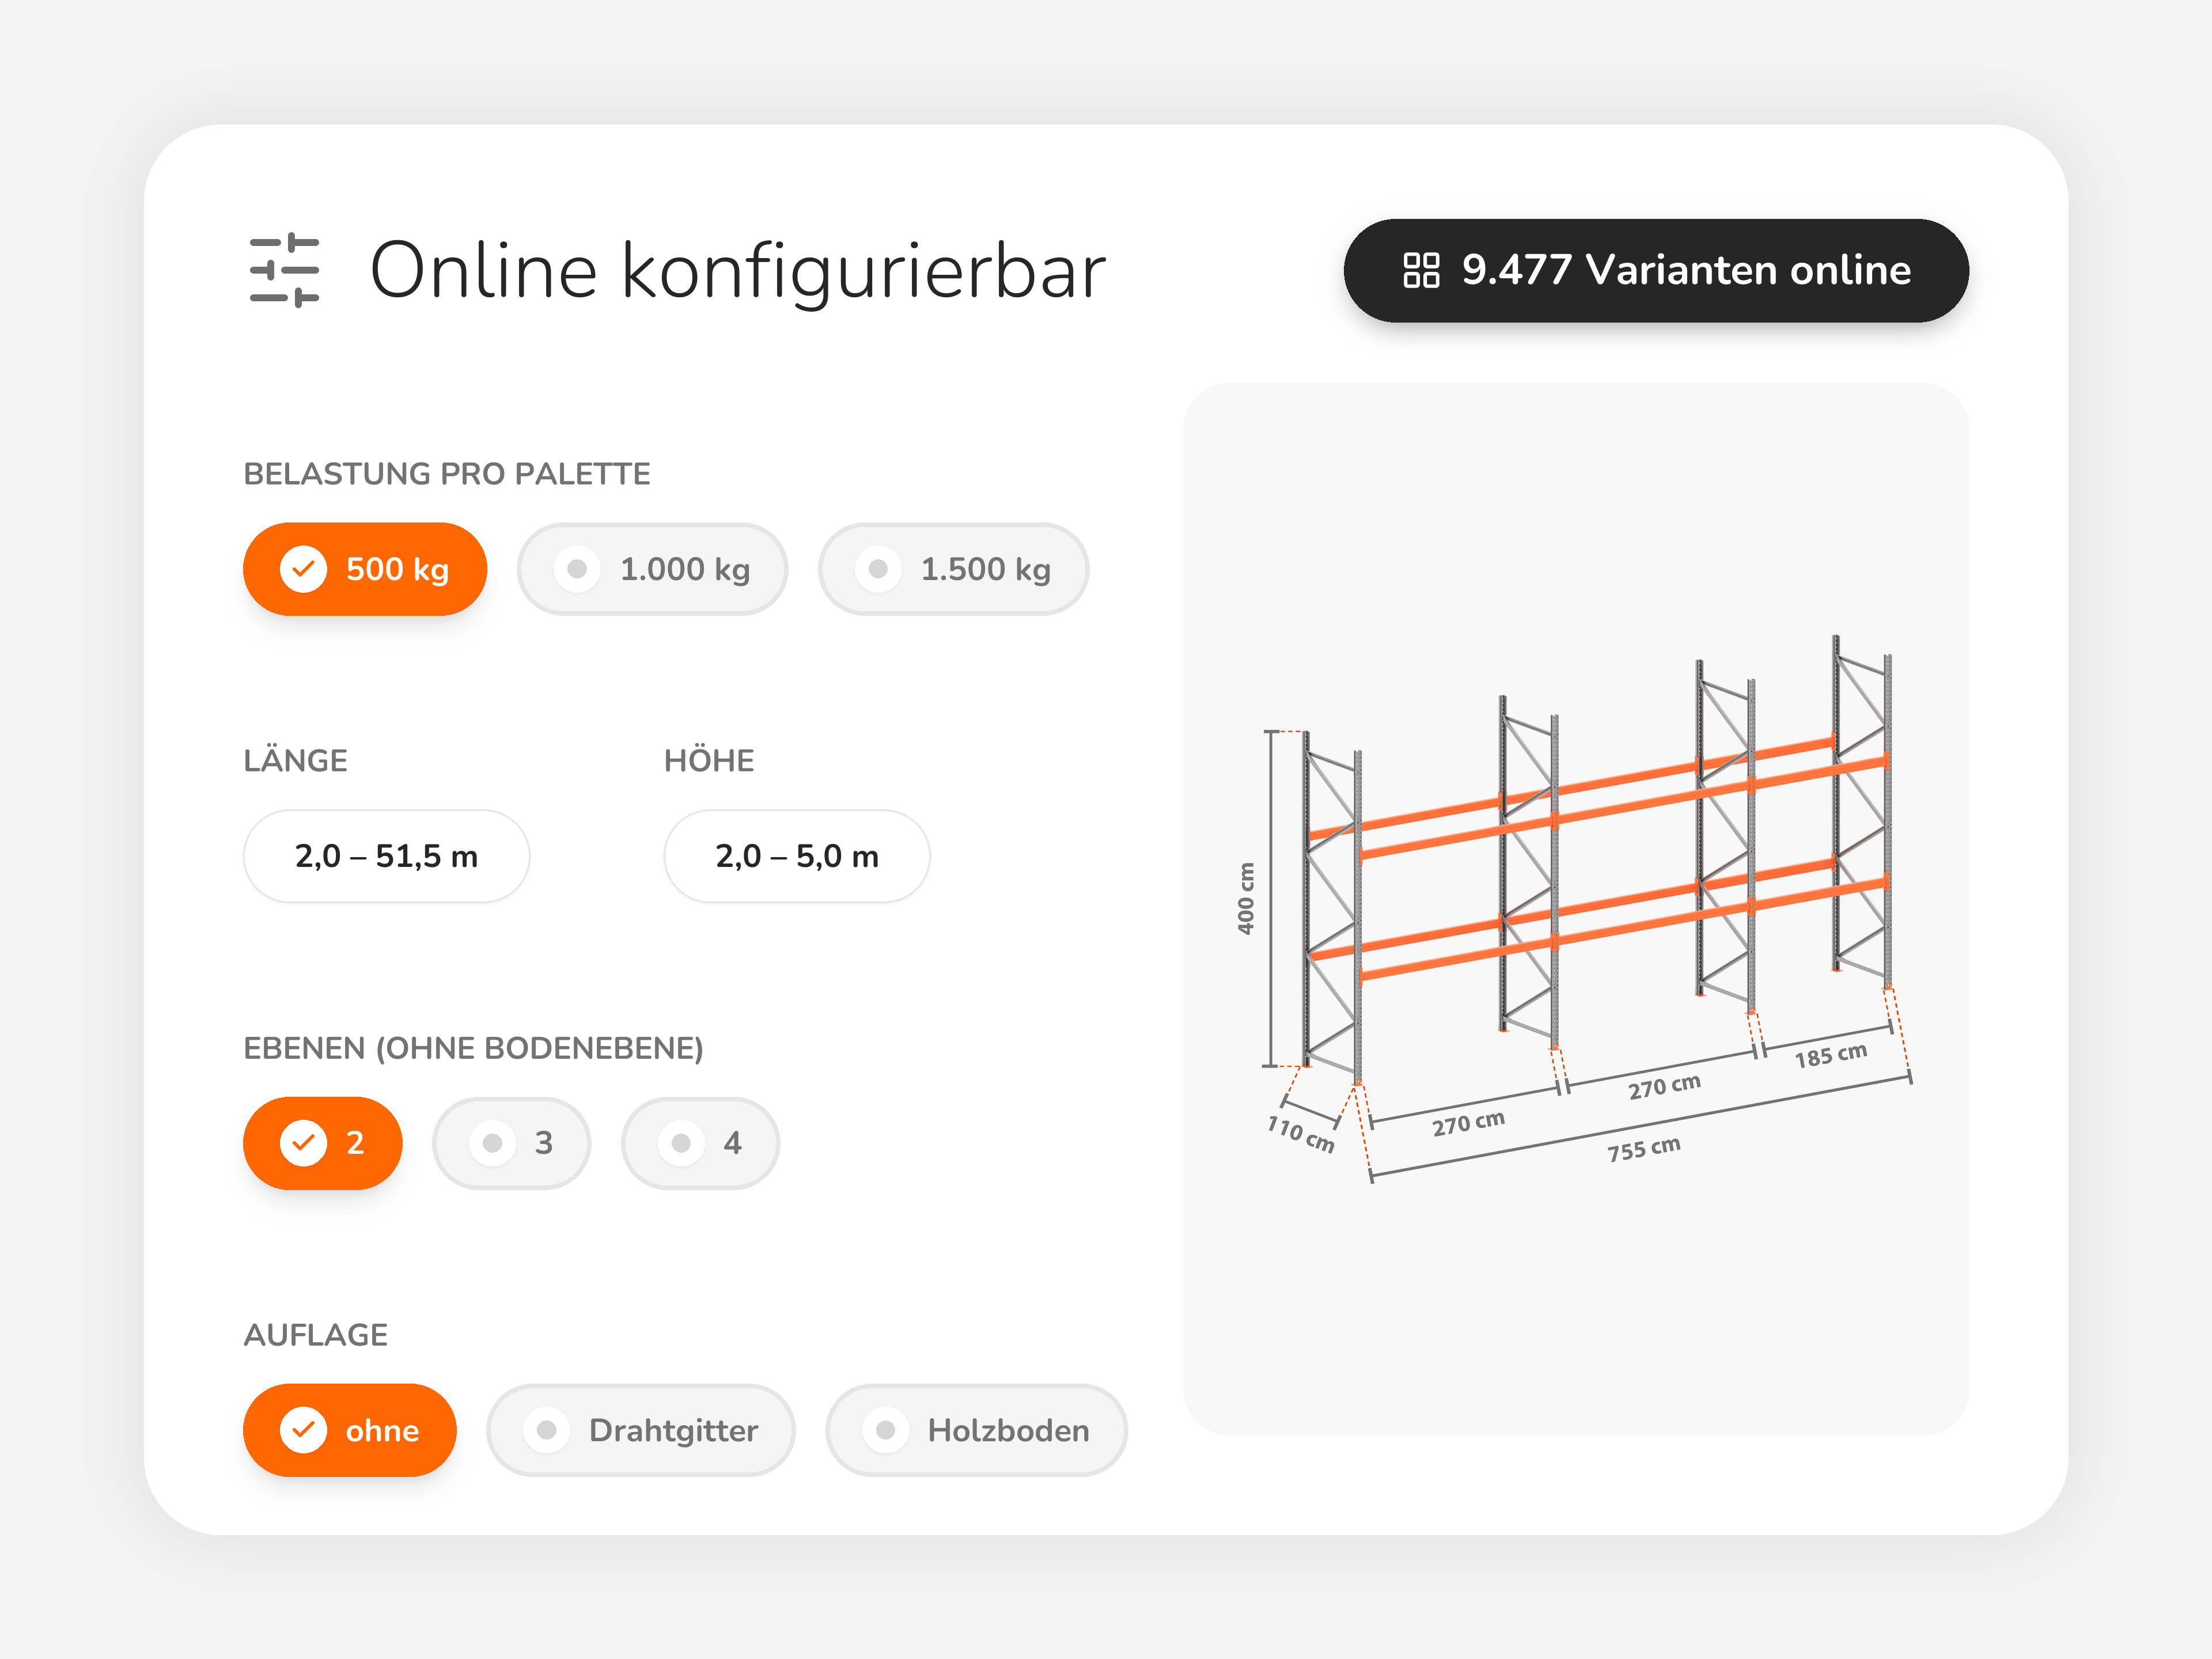 Online konfigurierbar
9.477 Varianten online
BELASTUNG PRO PALETTE
500 kg
1.000 kg
1.500 kg
LÄNGE
HÖHE
2,0 – 51,5 m
2,0 – 5,0 m
EBENEN (OHNE BODENEBENE)
2
3
4
AUFLAGE
ohne
Drahtgitter
Holzboden
400 cm
110 cm
270 cm
270 cm
185 cm
755 cm